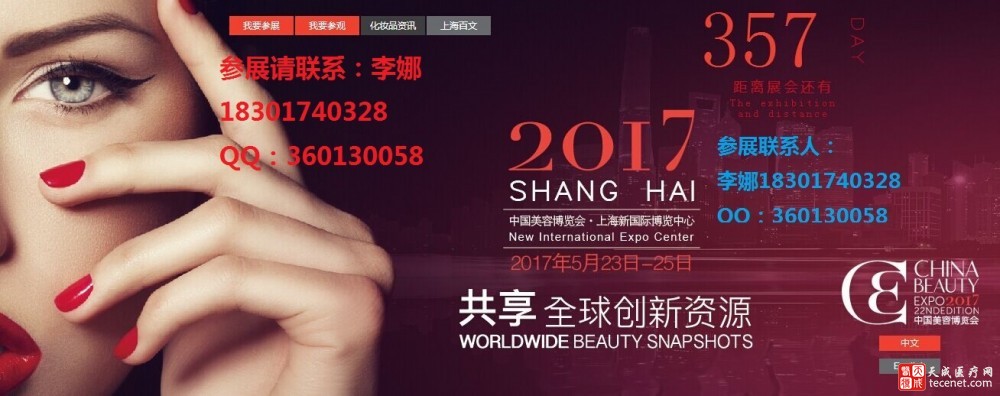 我要参展
我要参观
化妆品资讯
上海百文
参展请联系：李娜
18301740328
QQ：360130058
357
DAY
距离展会还有
The exhibition
and distance
2017
SHANG HAI
中国美容博览会·上海新国际博览中心
New International Expo Center
2017年5月23日-25日
参展联系人：
李娜18301740328
QQ：360130058
共享 全球创新资源
WORLDWIDE BEAUTY SNAPSHOTS
CHINA
BEAUTY
EXPO2017
22NDEDITION
中国美容博览会
中文
天成医疗网
tecenet.com